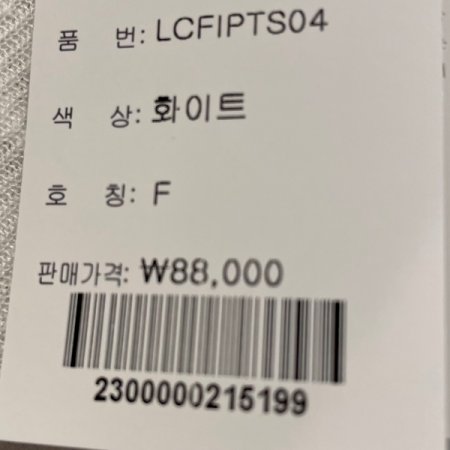 품 번: LCFIPTS04
색 상: 화이트
호 칭: F
판매가격: ₩88,000
2300000215199